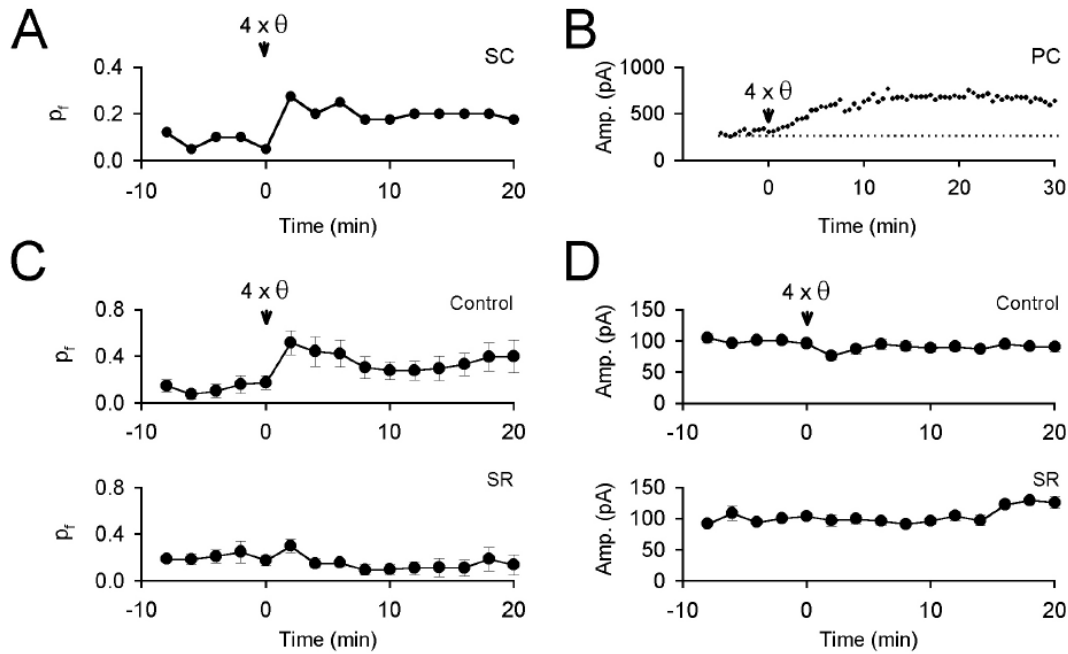 A
4 x θ
SC
0.4
0.2
0.0
p_f
-10 0 10 20
Time (min)
B
PC
4 x θ
1000
500
0
Amp. (pA)
0 10 20 30
Time (min)
C
4 x θ
Control
0.8
0.4
0.0
p_f
-10 0 10 20
SR
0.8
0.4
0.0
p_f
-10 0 10 20
Time (min)
D
4 x θ
Control
150
100
50
0
Amp. (pA)
-10 0 10 20
SR
150
100
50
0
Amp. (pA)
-10 0 10 20
Time (min)